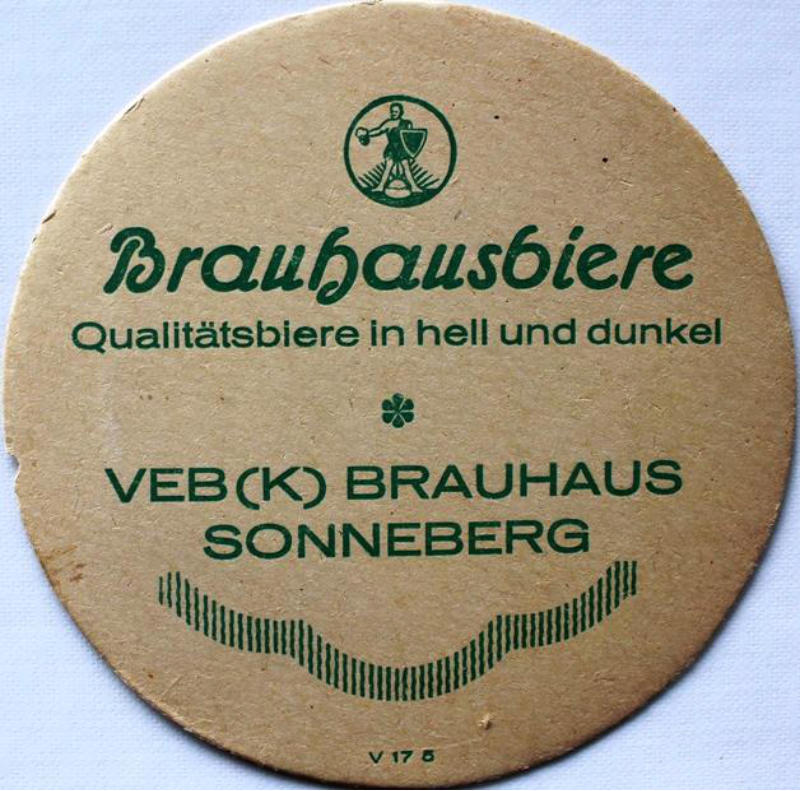 Brauhausbiere
Qualitätsbiere in hell und dunkel
VEB(K) BRAUHAUS
SONNEBERG
V 17 5